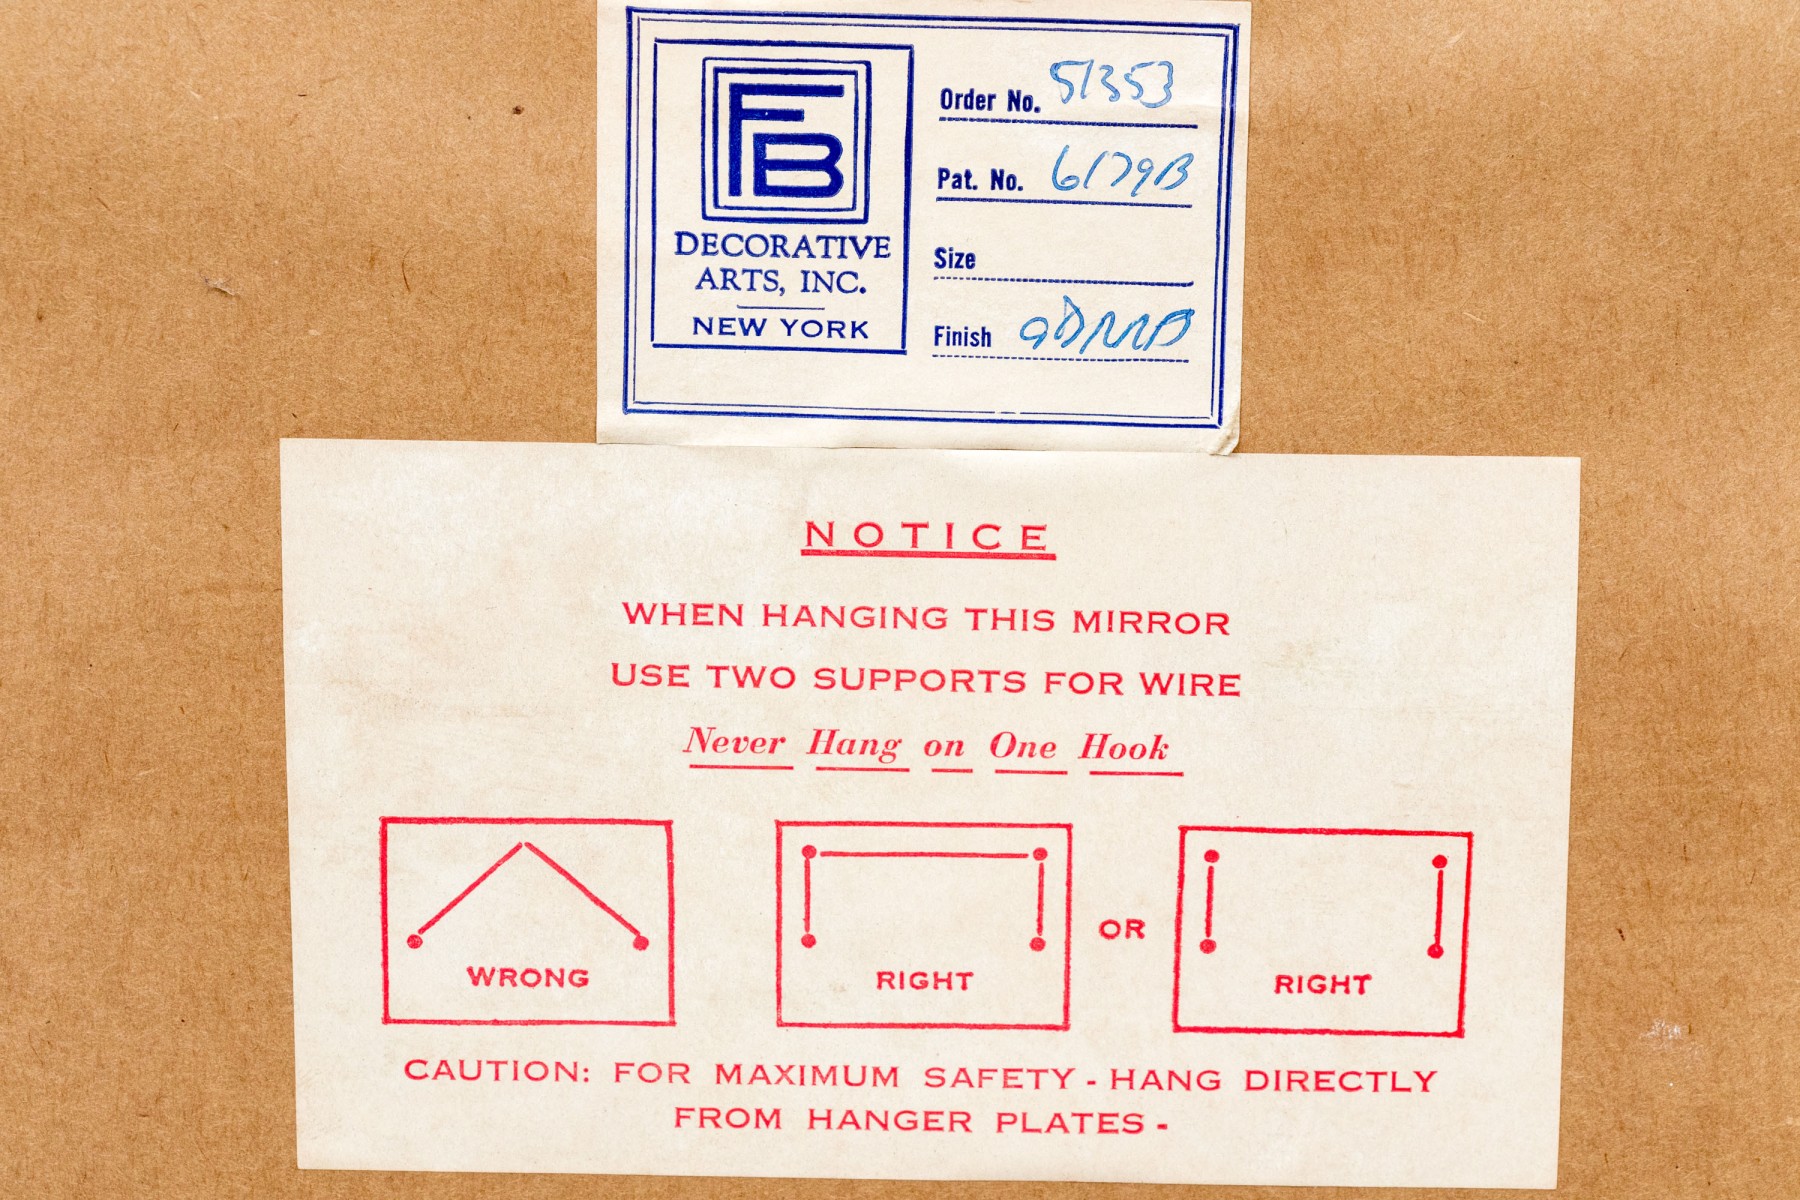 FB
DECORATIVE
ARTS, INC.
NEW YORK
Order No. 51353
Pat. No. 6179B
Size
Finish
NOTICE
WHEN HANGING THIS MIRROR
USE TWO SUPPORTS FOR WIRE
Never Hang on One Hook
WRONG
RIGHT
OR
RIGHT
CAUTION: FOR MAXIMUM SAFETY - HANG DIRECTLY
FROM HANGER PLATES -